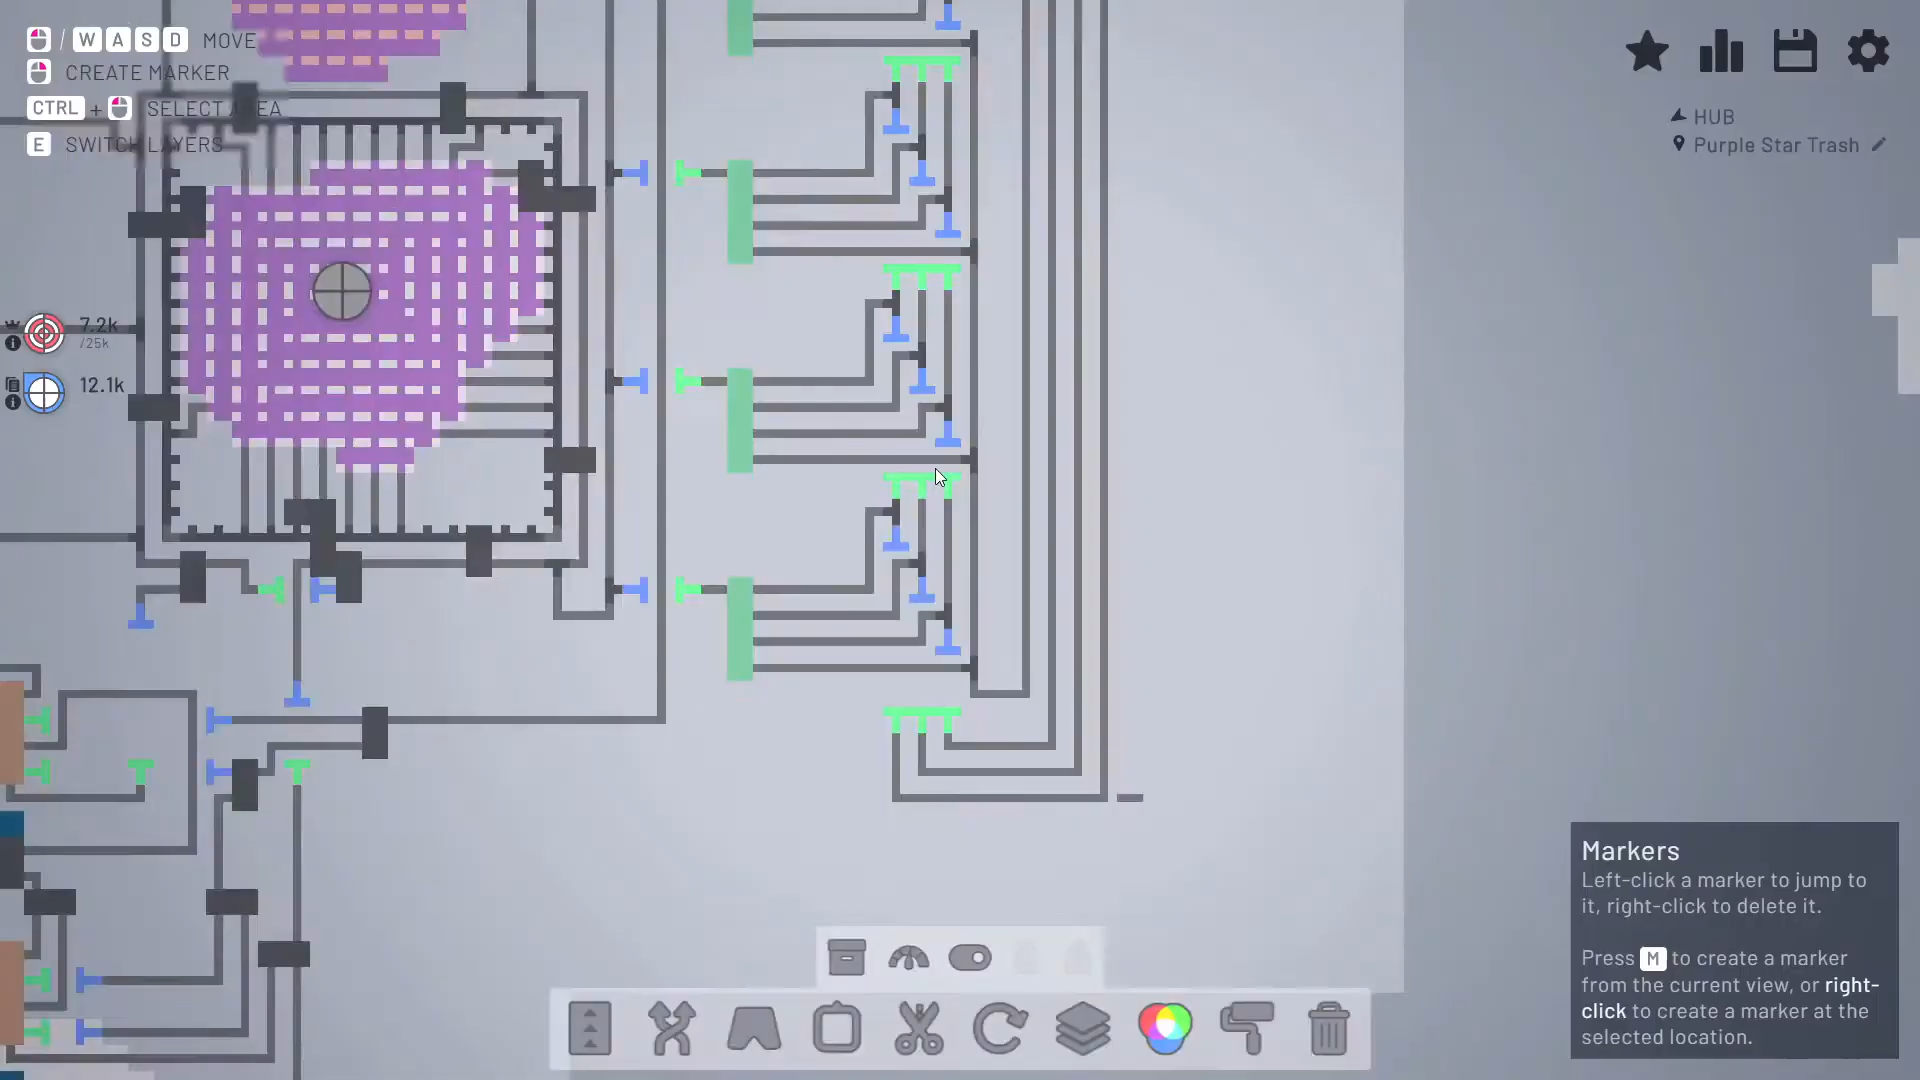 / W A S D MOVE
CREATE MARKER
CTRL + SELECT AREA
E SWITCH LAYERS
HUB
Purple Star Trash
7.2k
/25k
12.1k
Markers
Left-click a marker to jump to
it, right-click to delete it.
Press M to create a marker
from the current view, or right-
click to create a marker at the
selected location.